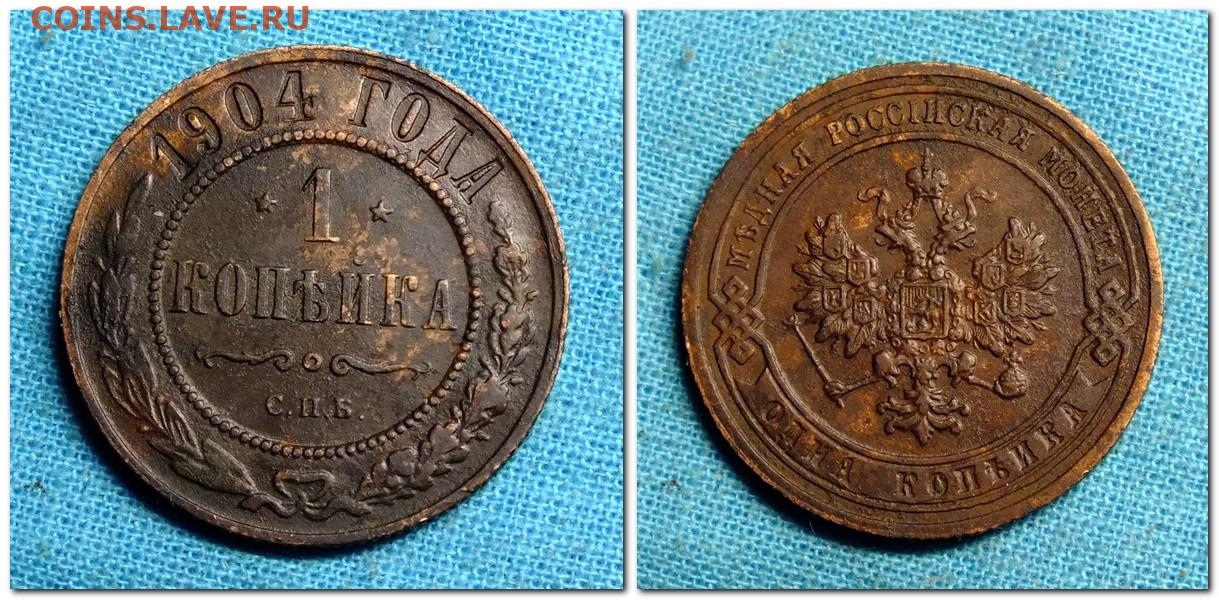 COINS.LAVE.RU
1904 ГОДА
1
КОПѢЙКА
С.П.Б.
МѢДНАЯ РОССІЙСКАЯ МОНЕТА
ОДНА КОПѢЙКА